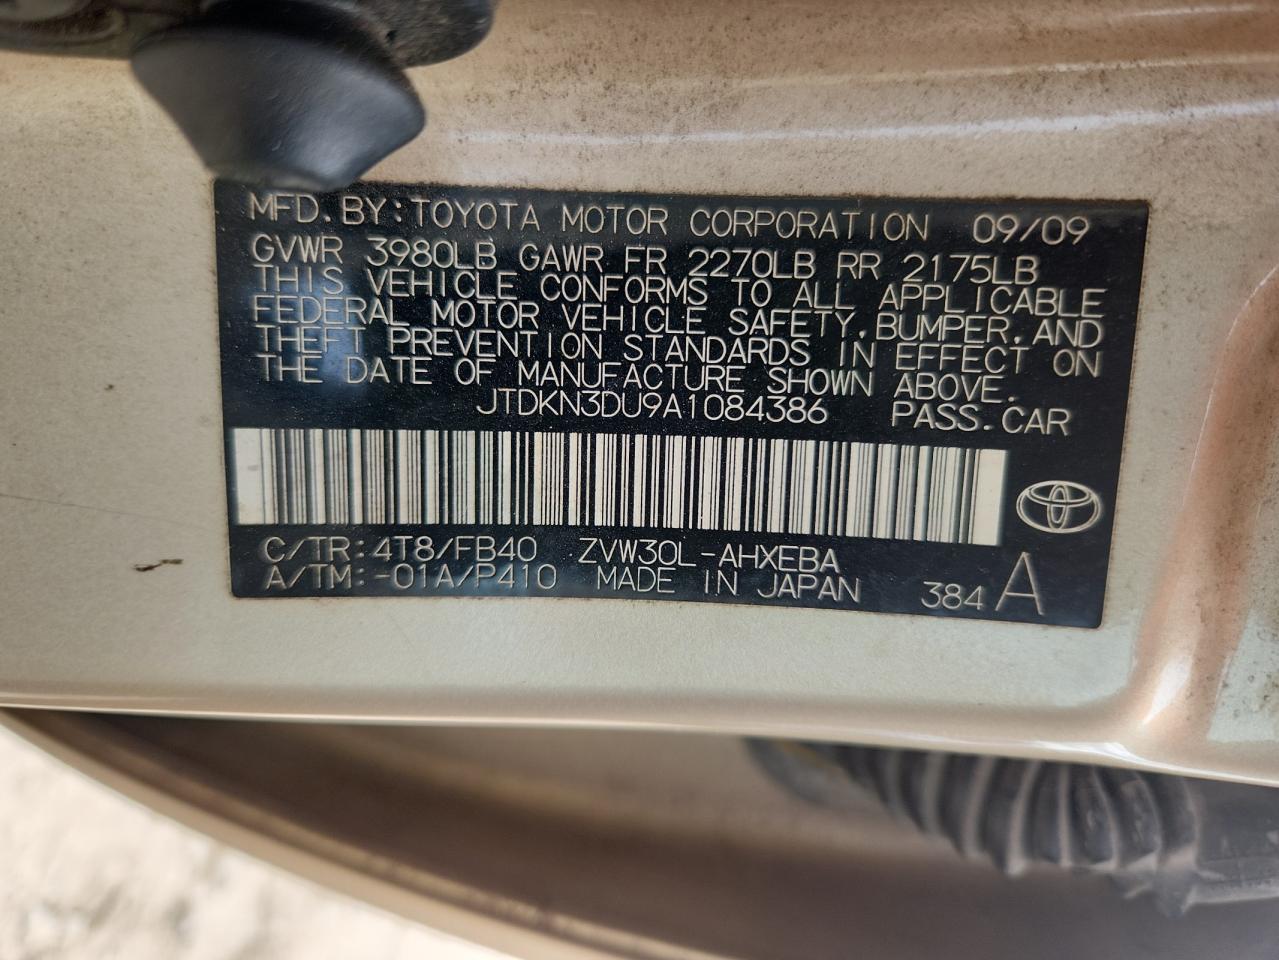 MFD. BY: TOYOTA MOTOR CORPORATION 09/09
GVWR 3980LB GAWR FR 2270LB RR 2175LB
THIS VEHICLE CONFORMS TO ALL APPLICABLE
FEDERAL MOTOR VEHICLE SAFETY, BUMPER, AND
THEFT PREVENTION STANDARDS IN EFFECT ON
THE DATE OF MANUFACTURE SHOWN ABOVE.
JTDKN3DU9A1084386 PASS. CAR
C/TR: 4T8/FB40 ZVW30L-AHXEBA
A/TM: -01A/P410 MADE IN JAPAN 384 A